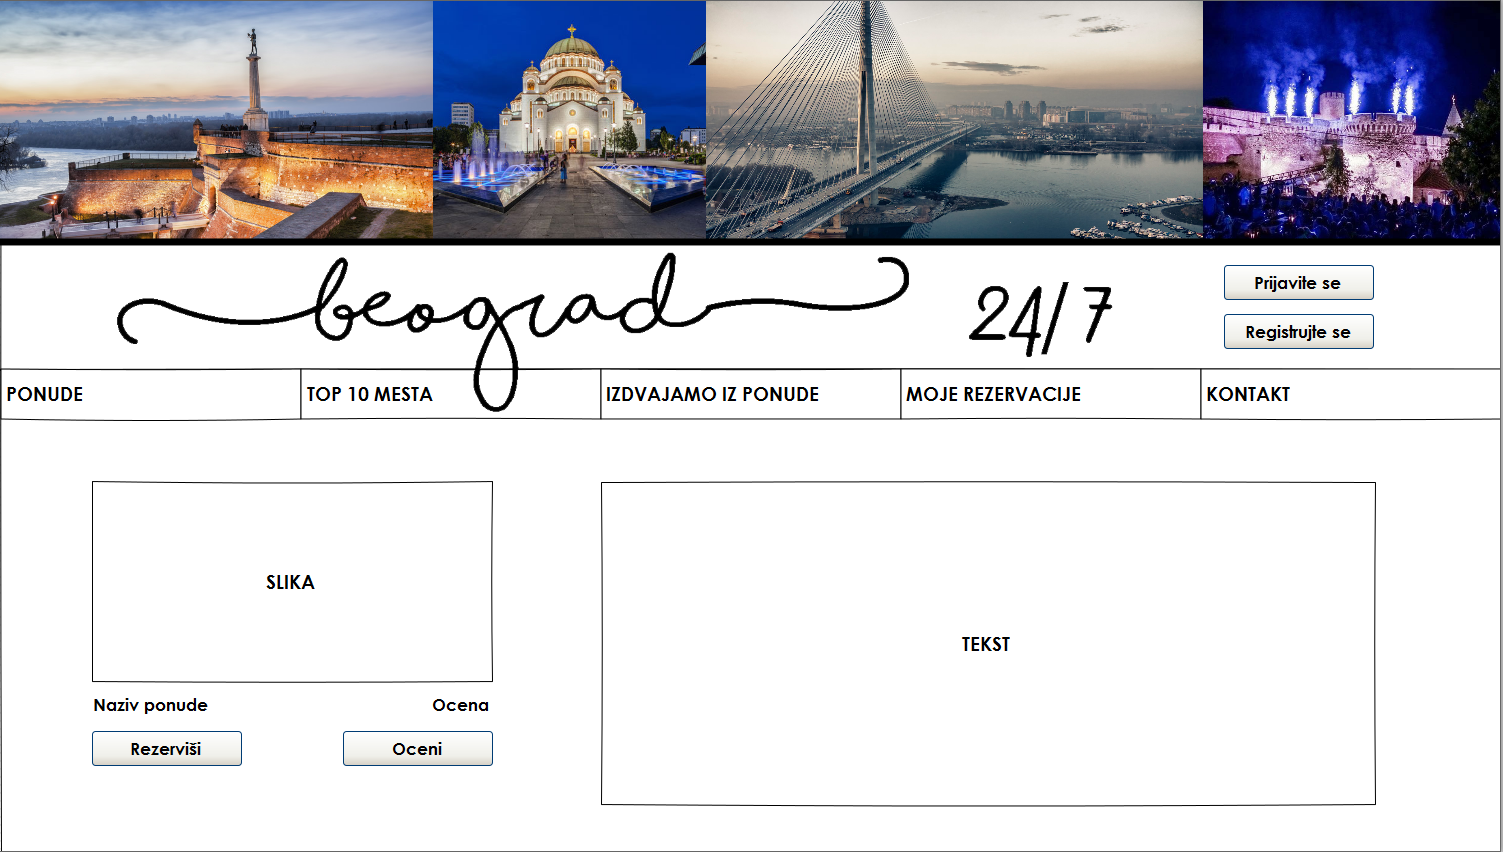 beograd 24/7
Prijavite se
Registrujte se
PONUDE
TOP 10 MESTA
IZDVAJAMO IZ PONUDE
MOJE REZERVACIJE
KONTAKT
SLIKA
TEKST
Naziv ponude
Ocena
Rezerviši
Oceni